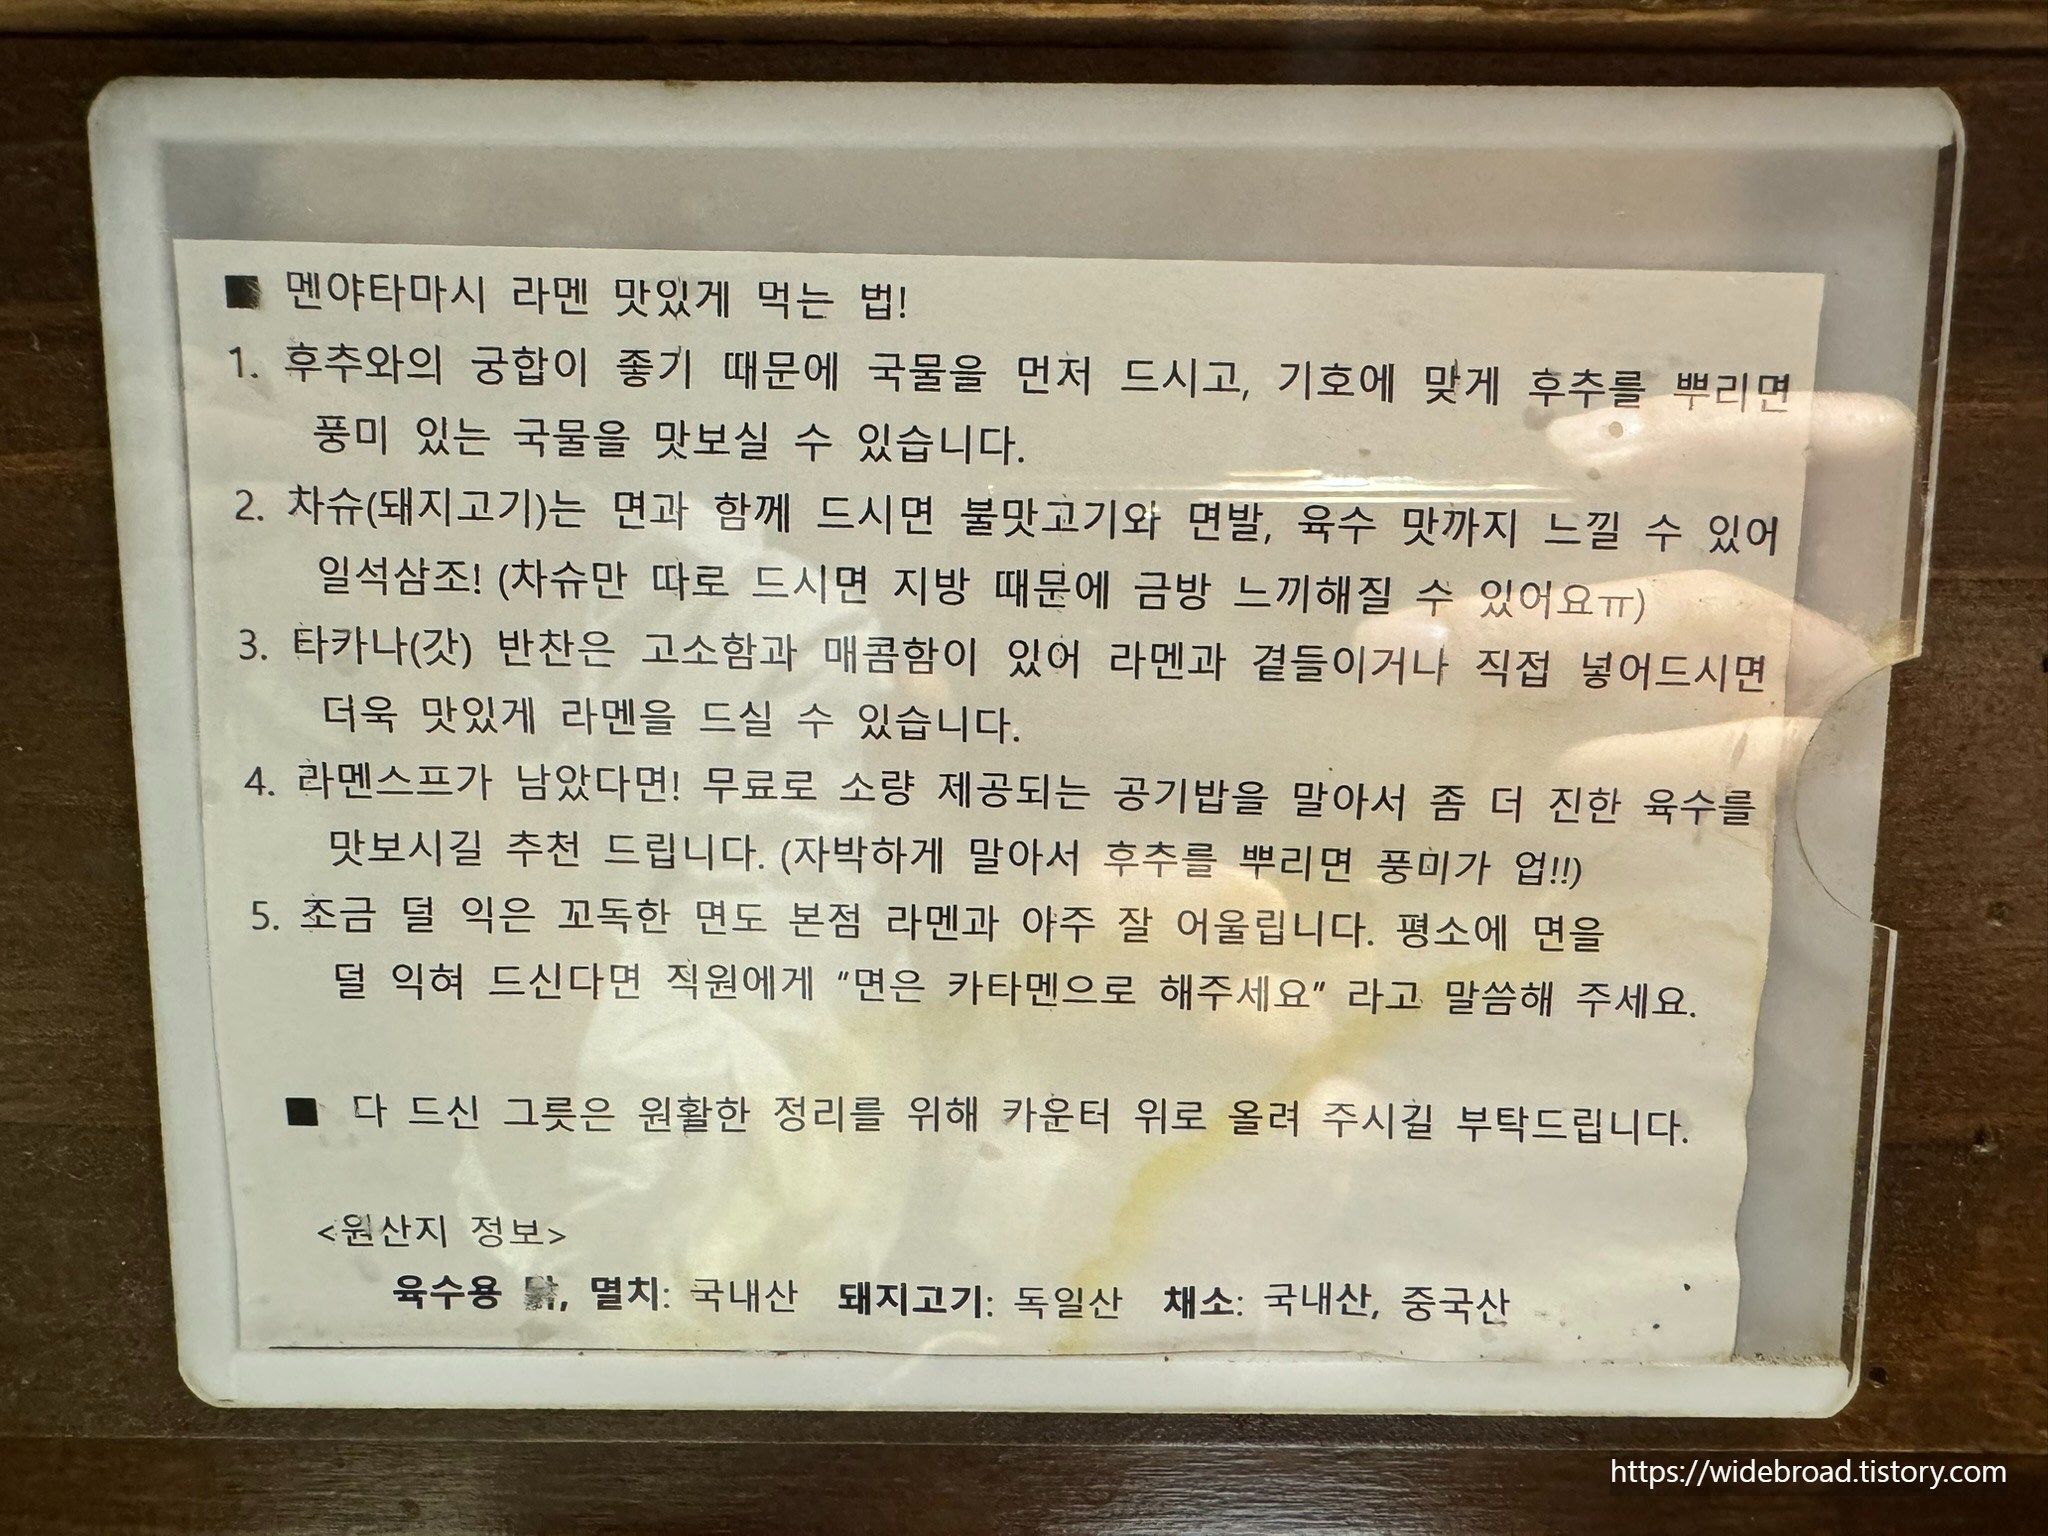 ■ 멘야타마시 라멘 맛있게 먹는 법!
1. 후추와의 궁합이 좋기 때문에 국물을 먼저 드시고, 기호에 맞게 후추를 뿌리면
풍미 있는 국물을 맛보실 수 있습니다.
2. 차슈(돼지고기)는 면과 함께 드시면 불맛고기와 면발, 육수 맛까지 느낄 수 있어
일석삼조! (차슈만 따로 드시면 지방 때문에 금방 느끼해질 수 있어요ㅠ)
3. 타카나(갓) 반찬은 고소함과 매콤함이 있어 라멘과 곁들이거나 직접 넣어드시면
더욱 맛있게 라멘을 드실 수 있습니다.
4. 라멘스프가 남았다면! 무료로 소량 제공되는 공기밥을 말아서 좀 더 진한 육수를
맛보시길 추천 드립니다. (자박하게 말아서 후추를 뿌리면 풍미가 업!!)
5. 조금 덜 익은 꼬독한 면도 본점 라멘과 아주 잘 어울립니다. 평소에 면을
덜 익혀 드신다면 직원에게 "면은 카타멘으로 해주세요" 라고 말씀해 주세요.
■ 다 드신 그릇은 원활한 정리를 위해 카운터 위로 올려 주시길 부탁드립니다.
<원산지 정보>
육수용 닭, 멸치: 국내산 돼지고기: 독일산 채소: 국내산, 중국산
https://widebroad.tistory.com